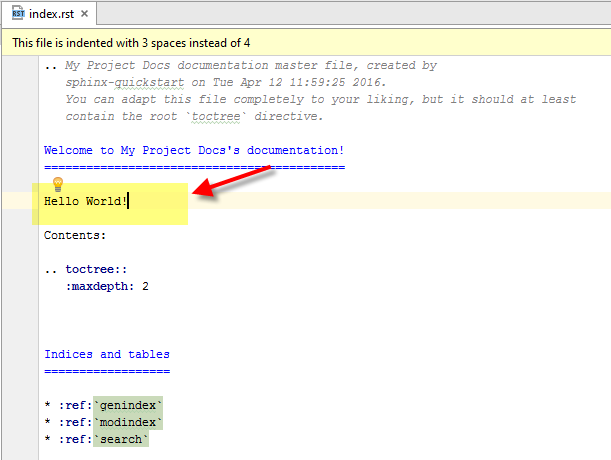 RST index.rst ×
This file is indented with 3 spaces instead of 4
.. My Project Docs documentation master file, created by
   sphinx-quickstart on Tue Apr 12 11:59:25 2016.
   You can adapt this file completely to your liking, but it should at least
   contain the root `toctree` directive.
Welcome to My Project Docs's documentation!
===========================================
Hello World!
Contents:
.. toctree::
   :maxdepth: 2
Indices and tables
==================
* :ref:`genindex`
* :ref:`modindex`
* :ref:`search`